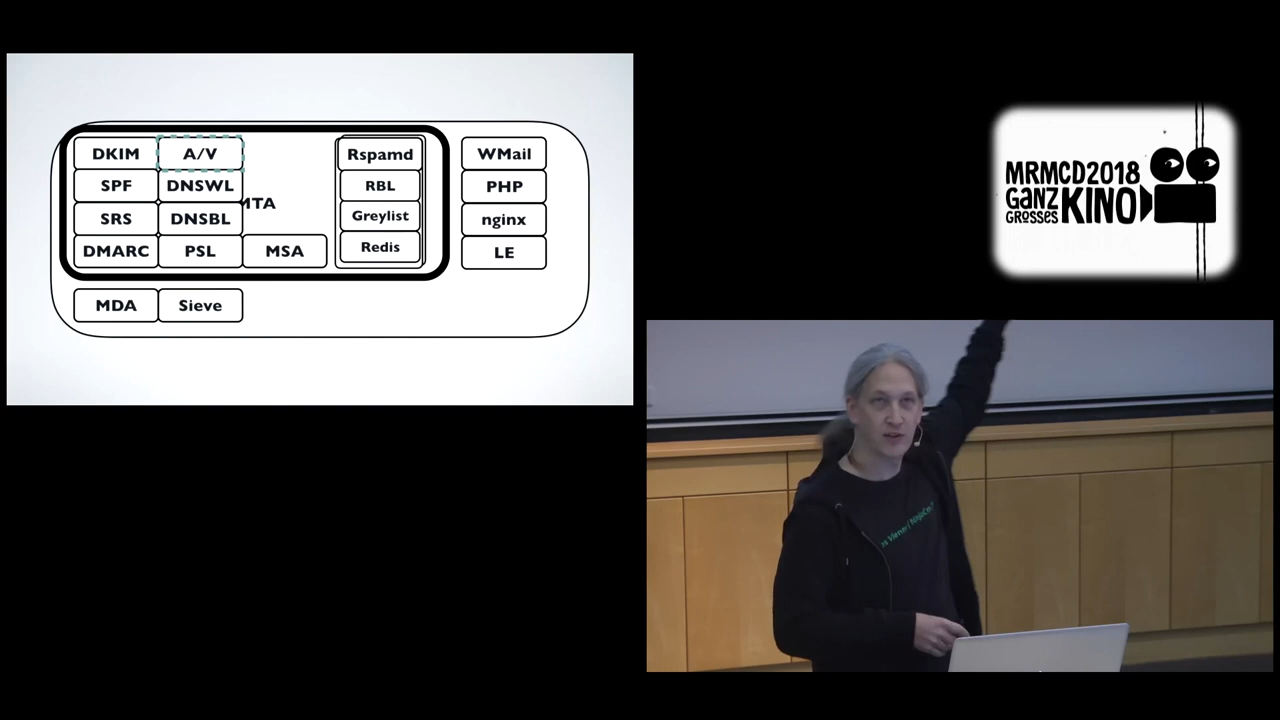 DKIM A/V Rspamd WMail
SPF DNSWL RBL PHP
MTA
SRS DNSBL Greylist nginx
DMARC PSL MSA Redis LE
MDA Sieve
MRMCD2018
GANZ
GROSSES
KINO